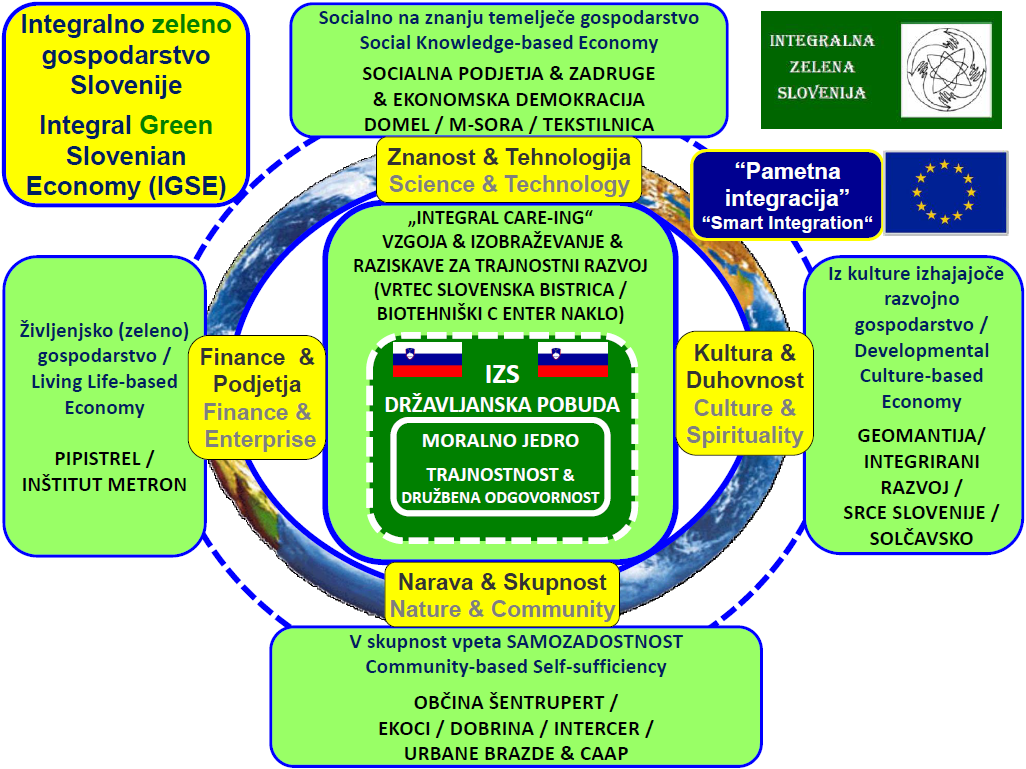 Integralno zeleno
gospodarstvo
Slovenije
Integral Green
Slovenian
Economy (IGSE)
Socialno na znanju temelječe gospodarstvo
Social Knowledge-based Economy
SOCIALNA PODJETJA & ZADRUGE
& EKONOMSKA DEMOKRACIJA
DOMEL / M-SORA / TEKSTILNICA
INTEGRALNA
ZELENA
SLOVENIJA
Znanost & Tehnologija
Science & Technology
“Pametna
integracija”
“Smart Integration“
„INTEGRAL CARE-ING“
VZGOJA & IZOBRAŽEVANJE &
RAZISKAVE ZA TRAJNOSTNI RAZVOJ
(VRTEC SLOVENSKA BISTRICA /
BIOTEHNIŠKI C ENTER NAKLO)
Življenjsko (zeleno)
gospodarstvo /
Living Life-based
Economy
PIPISTREL /
INŠTITUT METRON
Finance &
Podjetja
Finance &
Enterprise
IZS
DRŽAVLJANSKA POBUDA
MORALNO JEDRO
TRAJNOSTNOST &
DRUŽBENA ODGOVORNOST
Kultura &
Duhovnost
Culture &
Spirituality
Iz kulture izhajajoče
razvojno
gospodarstvo /
Developmental
Culture-based
Economy
GEOMANTIJA/
INTEGRIRANI
RAZVOJ /
SRCE SLOVENIJE /
SOLČAVSKO
Narava & Skupnost
Nature & Community
V skupnost vpeta SAMOZADOSTNOST
Community-based Self-sufficiency
OBČINA ŠENTRUPERT /
EKOCI / DOBRINA / INTERCER /
URBANE BRAZDE & CAAP